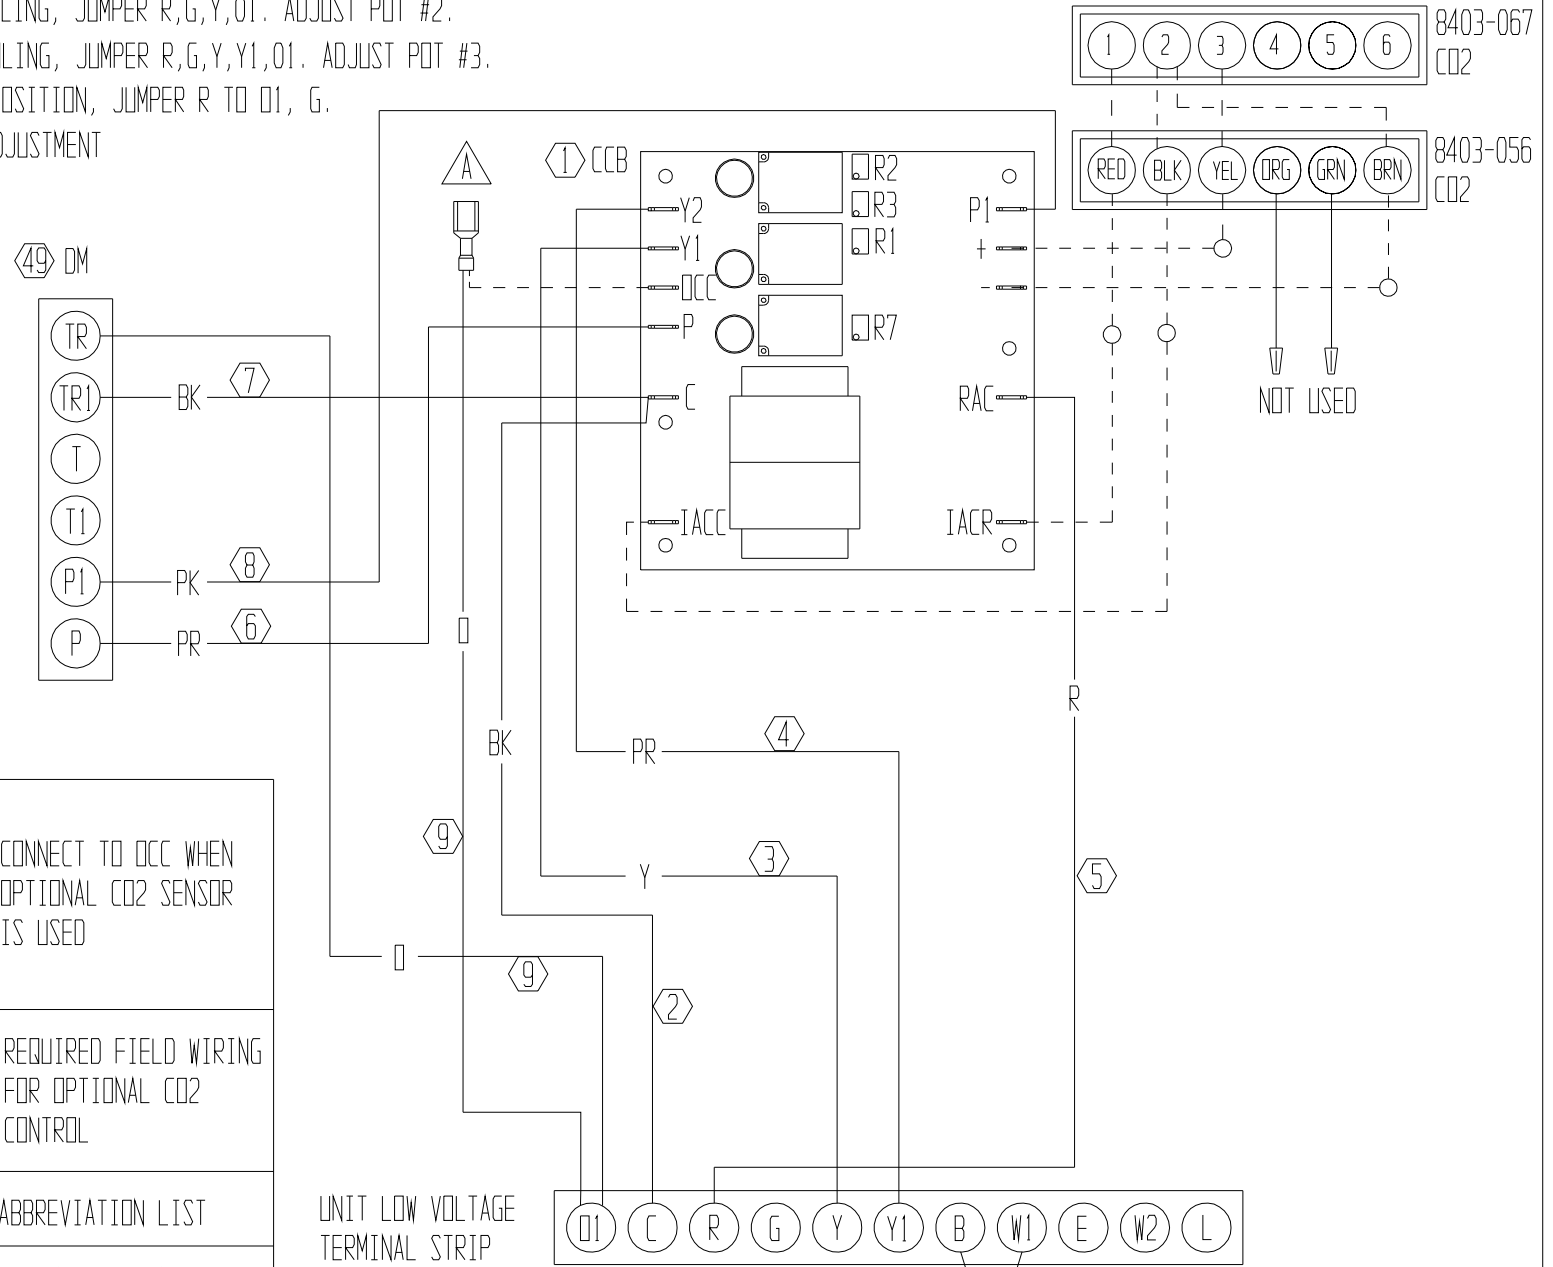 LING, JUMPER R,G,Y,O1. ADJUST POT #2.
LING, JUMPER R,G,Y,Y1,O1. ADJUST POT #3.
OSITION, JUMPER R TO O1, G.
DJUSTMENT
1 2 3 4 5 6
8403-067
CO2
RED BLK YEL ORG GRN BRN
8403-056
CO2
NOT USED
A
1 CCB
Y2
Y1
OCC
P
C
IACC
R2
R3
R1
R7
P1
+
-
RAC
IACR
49 DM
TR
TR1
T
T1
P1
P
BK 7
PK 8
PR 6
O
BK
PR 4
Y 3
R
5
9
O 9
2
CONNECT TO OCC WHEN
OPTIONAL CO2 SENSOR
IS USED
REQUIRED FIELD WIRING
FOR OPTIONAL CO2
CONTROL
ABBREVIATION LIST
UNIT LOW VOLTAGE
TERMINAL STRIP
O1 C R G Y Y1 B W1 E W2 L